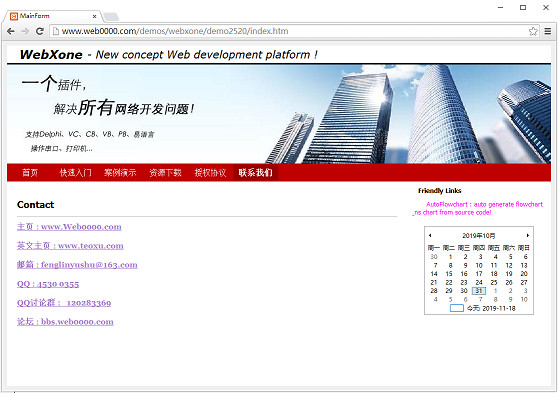 MainForm
www.web0000.com/demos/webxone/demo2520/index.htm
WebXone - New concept Web development platform !
一个插件，
解决所有网络开发问题！
支持Delphi、VC、CB、VB、PB、易语言
操作串口、打印机...
首页 快速入门 案例演示 资源下载 授权协议 联系我们
Friendly Links
AutoFlowchart : auto generate flowchart
,ns chart from source code!
Contact
主页 : www.Web0000.com
英文主页 : www.teoxu.com
邮箱 : fenglinyushu@163.com
QQ : 4530 0355
QQ讨论群： 120283369
论坛 : bbs.web0000.com
2019年10月
周一 周二 周三 周四 周五 周六 周日
30 1 2 3 4 5 6
7 8 9 10 11 12 13
14 15 16 17 18 19 20
21 22 23 24 25 26 27
28 29 30 31 1 2 3
4 5 6 7 8 9 10
今天: 2019-11-18